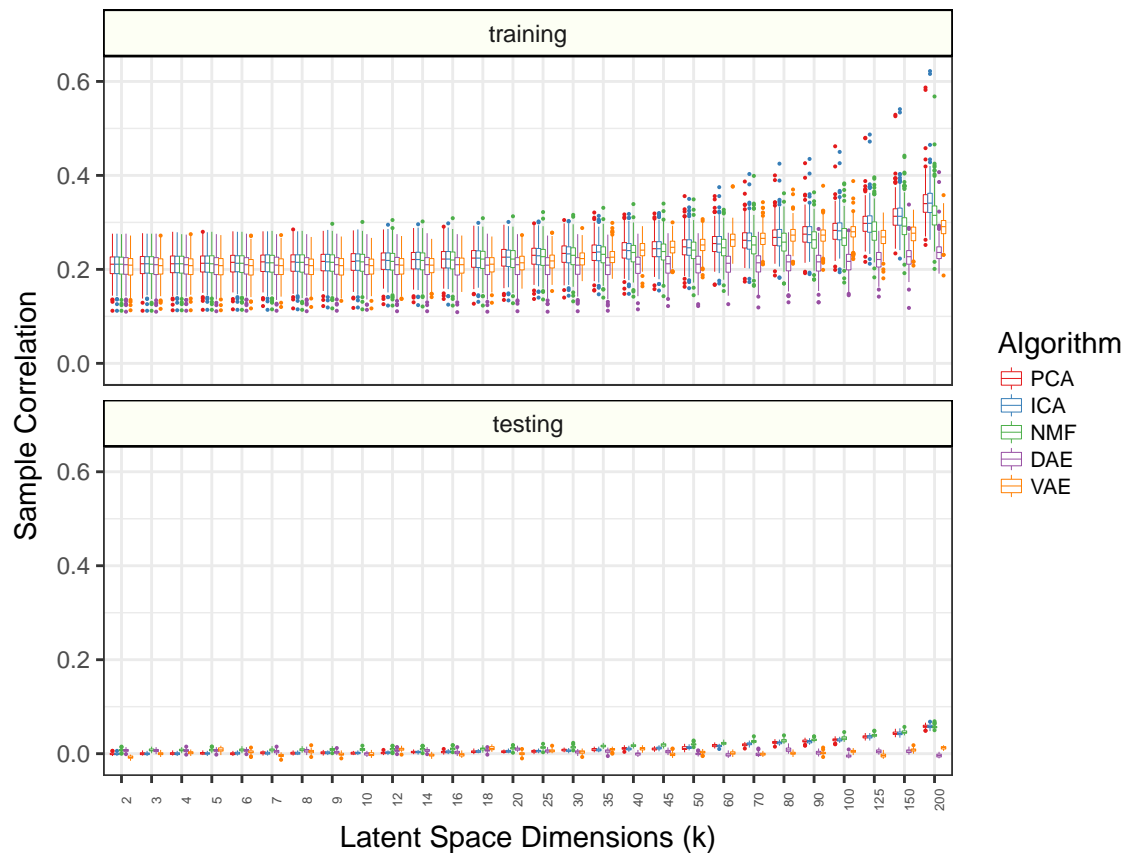 training
0.6
0.4
0.2
0.0
testing
0.6
0.4
0.2
0.0
Sample Correlation
2 3 4 5 6 7 8 9 10 12 14 16 18 20 25 30 35 40 45 50 60 70 80 90 100 125 150 200
Latent Space Dimensions (k)
Algorithm
PCA
ICA
NMF
DAE
VAE